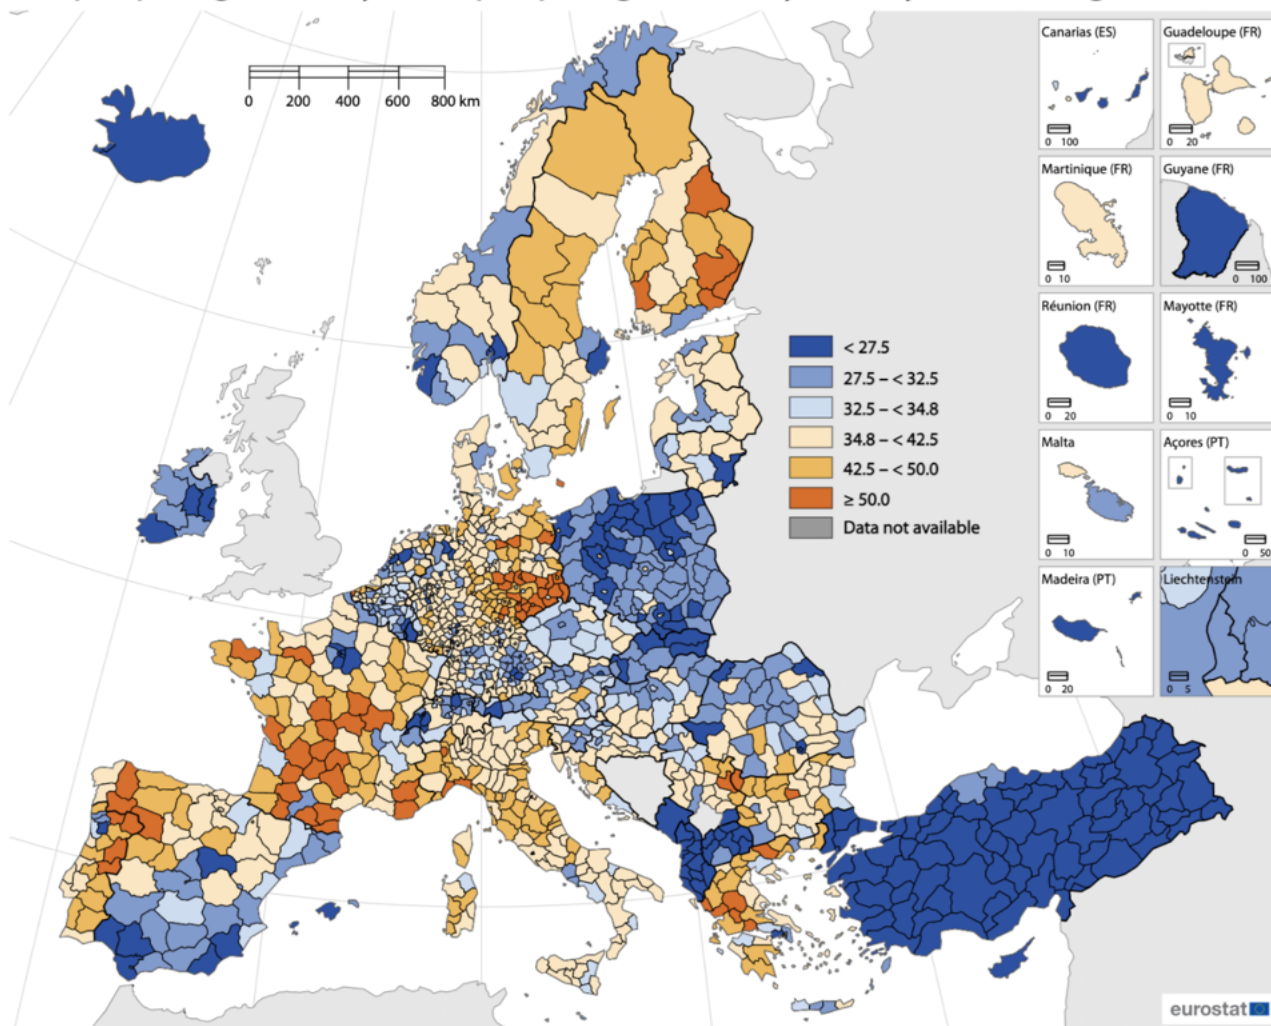 0 200 400 600 800 km
Canarias (ES)
0 100
Guadeloupe (FR)
0 20
Martinique (FR)
0 10
Guyane (FR)
0 100
Réunion (FR)
0 20
Mayotte (FR)
0 10
Malta
0 10
Açores (PT)
0 50
Madeira (PT)
0 20
Liechtenstein
0 5
< 27.5
27.5 – < 32.5
32.5 – < 34.8
34.8 – < 42.5
42.5 – < 50.0
≥ 50.0
Data not available
eurostat